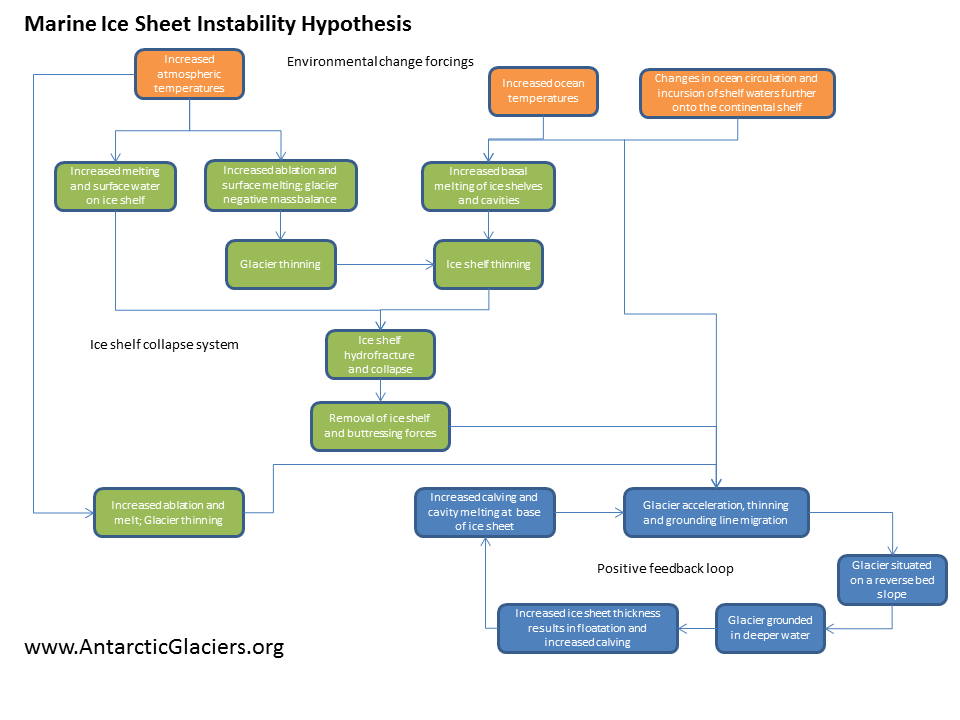 Marine Ice Sheet Instability Hypothesis
Environmental change forcings
Increased
atmospheric
temperatures
Increased ocean
temperatures
Changes in ocean circulation and
incursion of shelf waters further
onto the continental shelf
Increased melting
and surface water
on ice shelf
Increased ablation and
surface melting; glacier
negative mass balance
Increased basal
melting of ice shelves
and cavities
Glacier thinning
Ice shelf thinning
Ice shelf collapse system
Ice shelf
hydrofracture
and collapse
Removal of ice shelf
and buttressing forces
Increased ablation and
melt; Glacier thinning
Increased calving and
cavity melting at base
of ice sheet
Glacier acceleration, thinning
and grounding line migration
Positive feedback loop
Glacier situated
on a reverse bed
slope
Increased ice sheet thickness
results in floatation and
increased calving
Glacier grounded
in deeper water
www.AntarcticGlaciers.org